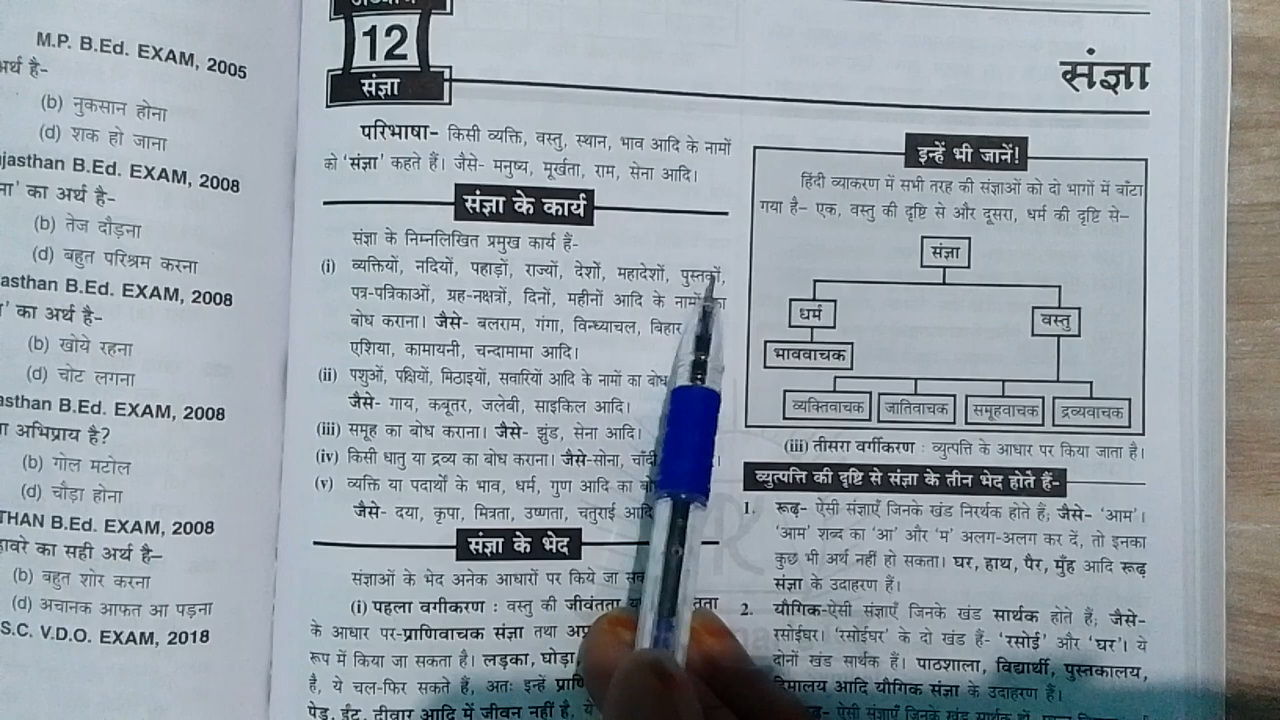 M.P. B.Ed. EXAM, 2005
अर्थ है-
(b) नुकसान होना
(d) शक हो जाना
B.Ed. EXAM, 2008
का अर्थ है-
(b) तेज दौड़ना
(d) बहुत परिश्रम करना
B.Ed. EXAM, 2008
का अर्थ है-
(b) खोये रहना
(d) चोट लगना
B.Ed. EXAM, 2008
अभिप्राय है?
(b) गोल मटोल
(d) चौड़ा होना
B.Ed. EXAM, 2008
का सही अर्थ है-
(b) बहुत शोर करना
(d) अचानक आफत आ पड़ना
V.D.O. EXAM, 2018
12
संज्ञा
संज्ञा
परिभाषा- किसी व्यक्ति, वस्तु, स्थान, भाव आदि के नामों
को 'संज्ञा' कहते हैं। जैसे- मनुष्य, मूर्खता, राम, सेना आदि।
संज्ञा के कार्य
संज्ञा के निम्नलिखित प्रमुख कार्य हैं-
(i) व्यक्तियों, नदियों, पहाड़ों, राज्यों, देशों, महादेशों, पुस्तकों,
पत्र-पत्रिकाओं, ग्रह-नक्षत्रों, दिनों, महीनों आदि के नामों का
बोध कराना। जैसे- बलराम, गंगा, विन्ध्याचल, बिहार
एशिया, कामायनी, चन्दामामा आदि।
(ii) पशुओं, पक्षियों, मिठाइयों, सवारियों आदि के नामों का बोध
जैसे- गाय, कबूतर, जलेबी, साइकिल आदि।
(iii) समूह का बोध कराना। जैसे- झुंड, सेना आदि।
(iv) किसी धातु या द्रव्य का बोध कराना। जैसे-सोना, चाँदी
(v) व्यक्ति या पदार्थों के भाव, धर्म, गुण आदि का
जैसे- दया, कृपा, मित्रता, उष्णता, चतुराई आदि
संज्ञा के भेद
संज्ञाओं के भेद अनेक आधारों पर किये जा
(i) पहला वर्गीकरण : वस्तु की जीवंतता
के आधार पर-प्राणिवाचक संज्ञा तथा
रूप में किया जा सकता है। लड़का, घोड़ा,
है, ये चल-फिर सकते हैं, अतः इन्हें
पेड़, ईंट, दीवार आदि में जीवन नहीं है, ये
इन्हें भी जानें!
हिंदी व्याकरण में सभी तरह की संज्ञाओं को दो भागों में बाँटा
गया है- एक, वस्तु की दृष्टि से और दूसरा, धर्म की दृष्टि से-
संज्ञा
धर्म
वस्तु
भाववाचक
व्यक्तिवाचक
जातिवाचक
समूहवाचक
द्रव्यवाचक
(iii) तीसरा वर्गीकरण : व्युत्पत्ति के आधार पर किया जाता है।
व्युत्पत्ति की दृष्टि से संज्ञा के तीन भेद होते हैं-
1. रूढ़- ऐसी संज्ञाएँ जिनके खंड निरर्थक होते हैं; जैसे- 'आम'।
'आम' शब्द का 'आ' और 'म' अलग-अलग कर दें, तो इनका
कुछ भी अर्थ नहीं हो सकता। घर, हाथ, पैर, मुँह आदि रूढ़
संज्ञा के उदाहरण हैं।
2. यौगिक-ऐसी संज्ञाएँ जिनके खंड सार्थक होते हैं; जैसे-
रसोईघर। 'रसोईघर' के दो खंड हैं- 'रसोई' और 'घर'। ये
दोनों खंड सार्थक हैं। पाठशाला, विद्यार्थी, पुस्तकालय,
हिमालय आदि यौगिक संज्ञा के उदाहरण हैं।
ऐसी संज्ञाएँ जिनके खंड सार्थक हों